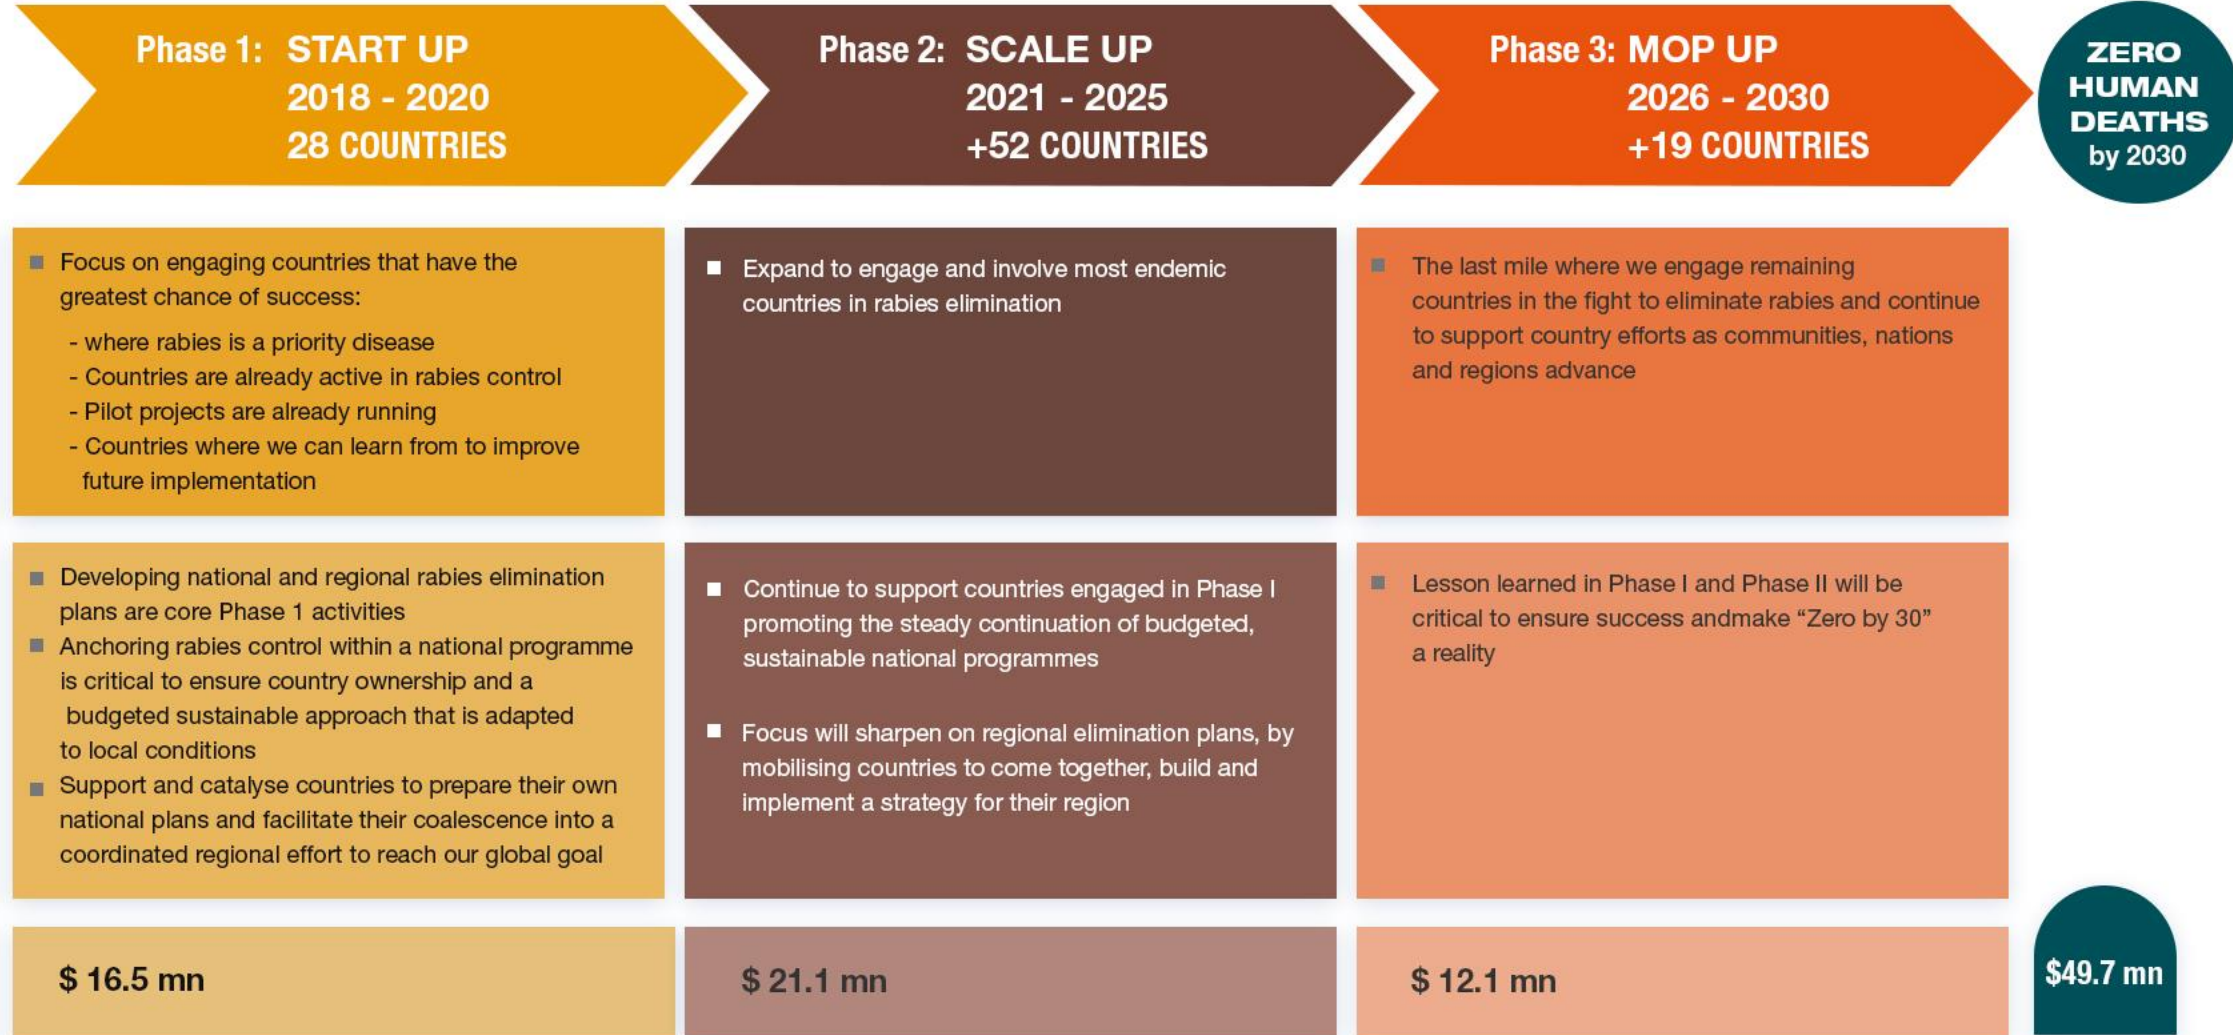 Phase 1: START UP
2018 - 2020
28 COUNTRIES
Phase 2: SCALE UP
2021 - 2025
+52 COUNTRIES
Phase 3: MOP UP
2026 - 2030
+19 COUNTRIES
ZERO
HUMAN
DEATHS
by 2030
Focus on engaging countries that have the
greatest chance of success:
- where rabies is a priority disease
- Countries are already active in rabies control
- Pilot projects are already running
- Countries where we can learn from to improve
future implementation
Expand to engage and involve most endemic
countries in rabies elimination
The last mile where we engage remaining
countries in the fight to eliminate rabies and continue
to support country efforts as communities, nations
and regions advance
Developing national and regional rabies elimination
plans are core Phase 1 activities
Anchoring rabies control within a national programme
is critical to ensure country ownership and a
budgeted sustainable approach that is adapted
to local conditions
Support and catalyse countries to prepare their own
national plans and facilitate their coalescence into a
coordinated regional effort to reach our global goal
Continue to support countries engaged in Phase I
promoting the steady continuation of budgeted,
sustainable national programmes
Focus will sharpen on regional elimination plans, by
mobilising countries to come together, build and
implement a strategy for their region
Lesson learned in Phase I and Phase II will be
critical to ensure success andmake “Zero by 30”
a reality
$ 16.5 mn
$ 21.1 mn
$ 12.1 mn
$49.7 mn